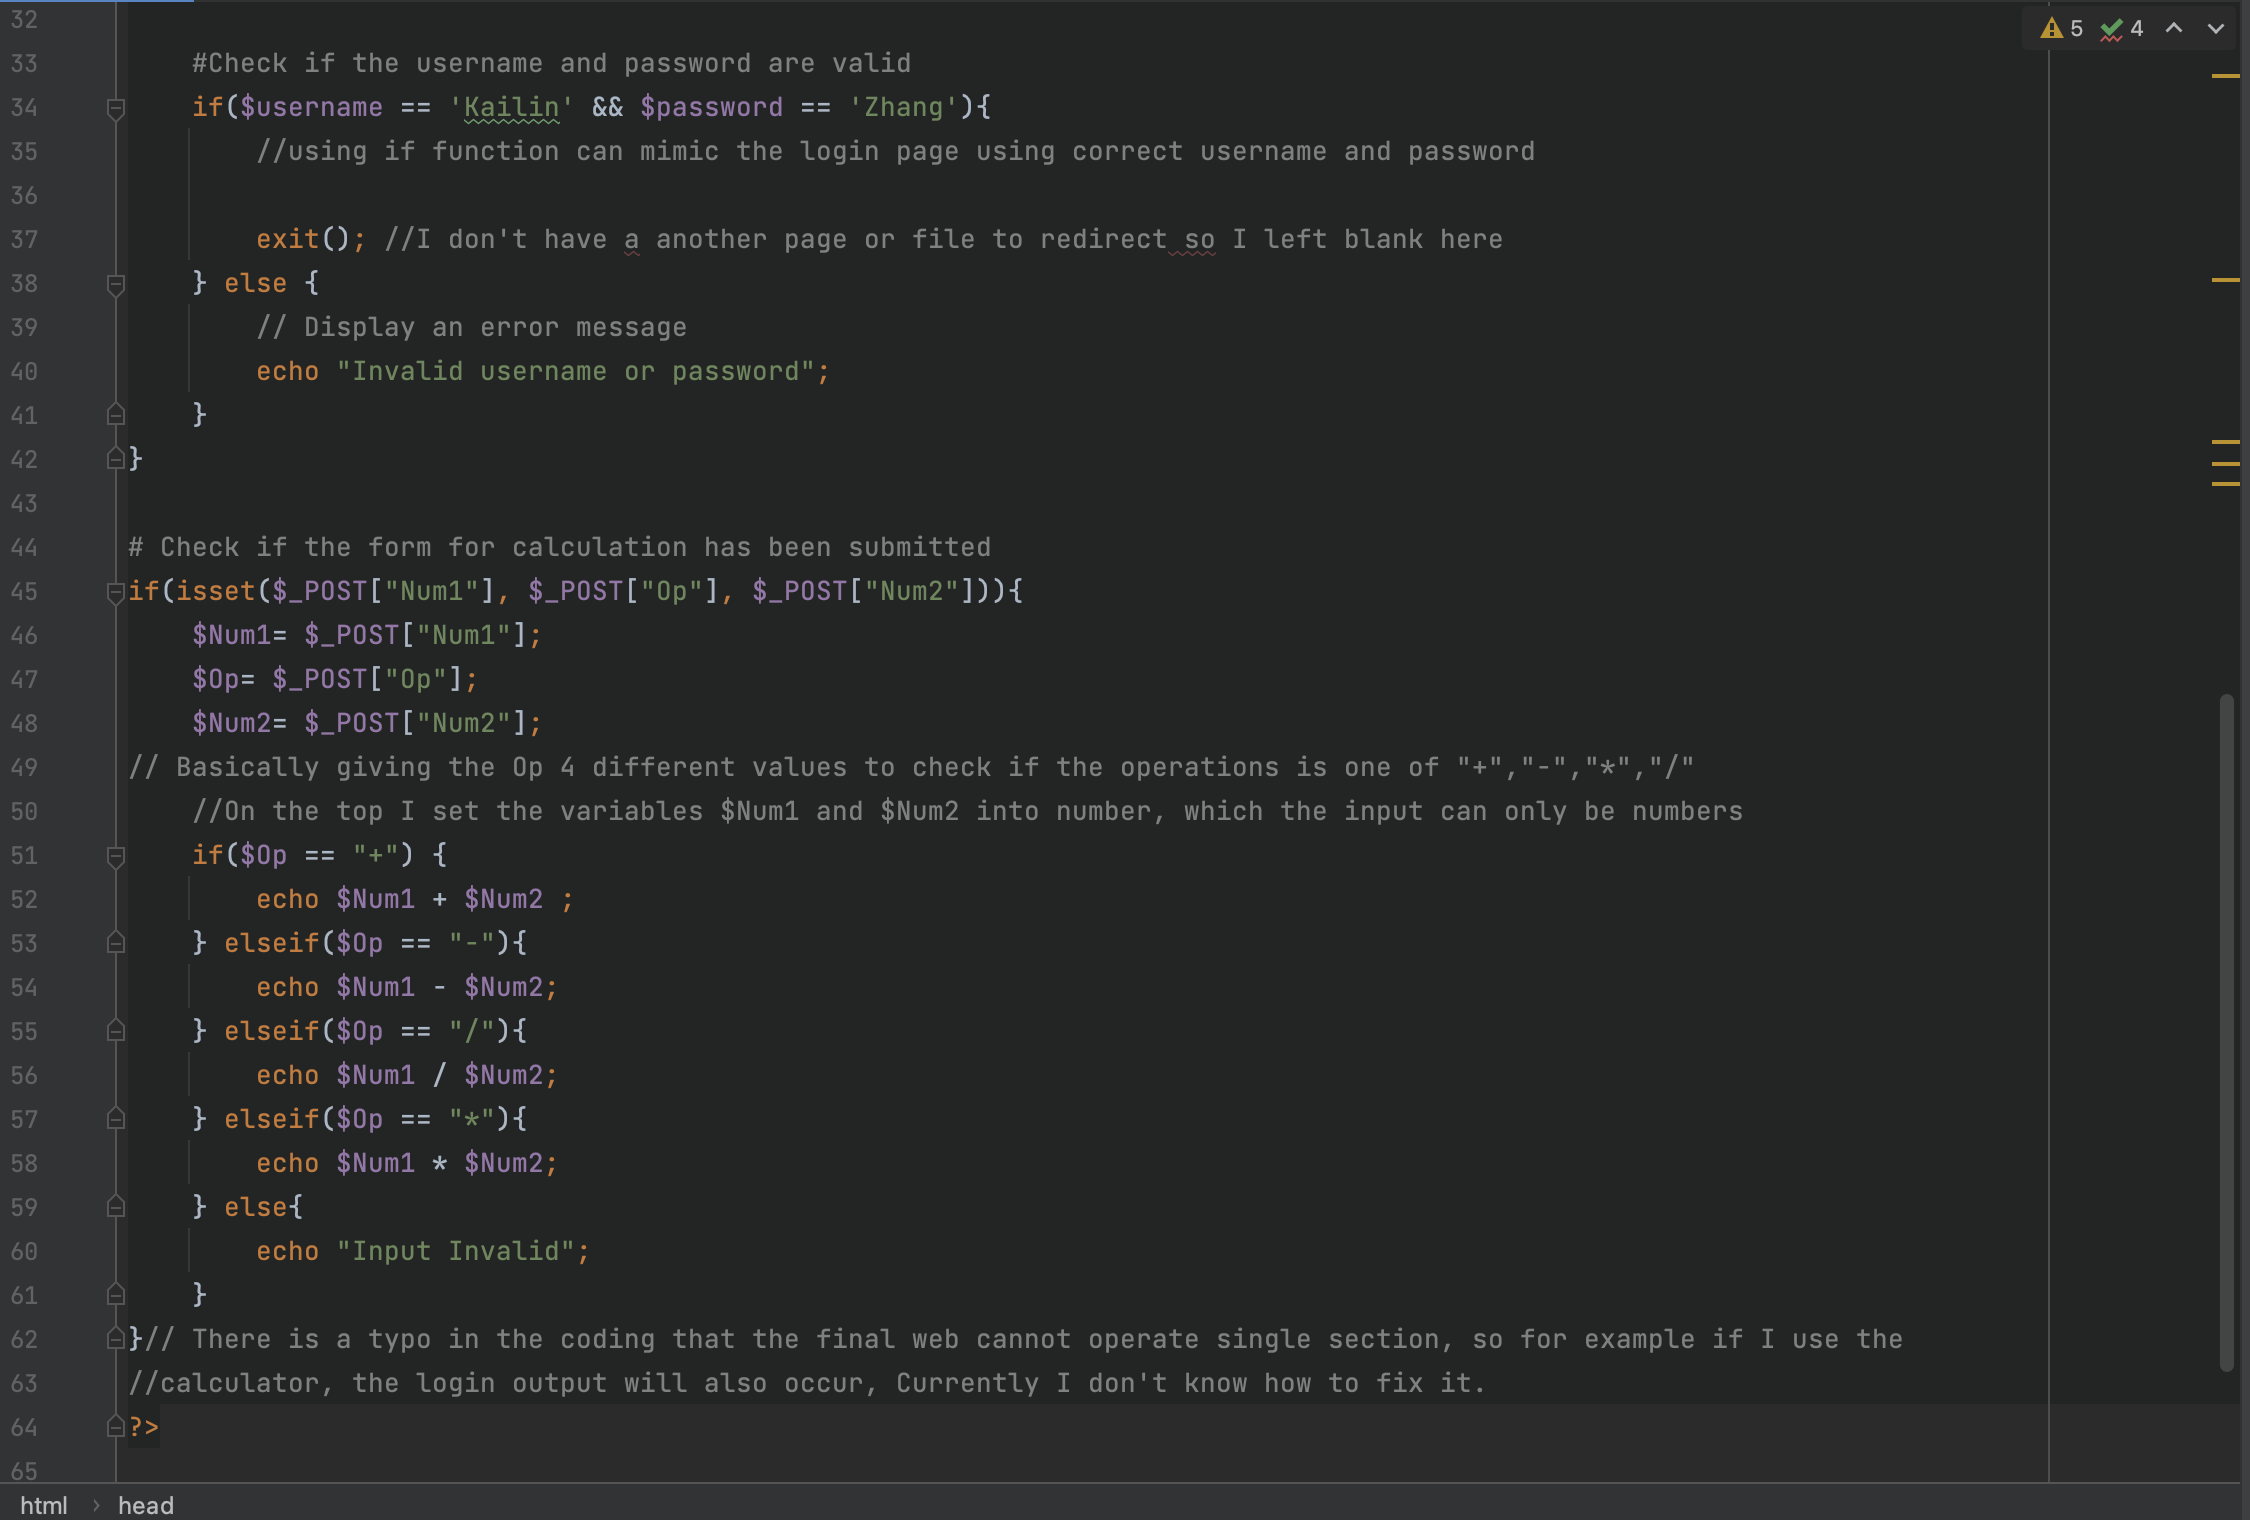 32
33 #Check if the username and password are valid
34 if($username == 'Kailin' && $password == 'Zhang'){
35 //using if function can mimic the login page using correct username and password
36
37 exit(); //I don't have a another page or file to redirect so I left blank here
38 } else {
39 // Display an error message
40 echo "Invalid username or password";
41 }
42 }
43
44 # Check if the form for calculation has been submitted
45 if(isset($_POST["Num1"], $_POST["Op"], $_POST["Num2"])){
46 $Num1= $_POST["Num1"];
47 $Op= $_POST["Op"];
48 $Num2= $_POST["Num2"];
49 // Basically giving the Op 4 different values to check if the operations is one of "+","-","*","/"
50 //On the top I set the variables $Num1 and $Num2 into number, which the input can only be numbers
51 if($Op == "+") {
52 echo $Num1 + $Num2 ;
53 } elseif($Op == "-"){
54 echo $Num1 - $Num2;
55 } elseif($Op == "/"){
56 echo $Num1 / $Num2;
57 } elseif($Op == "*"){
58 echo $Num1 * $Num2;
59 } else{
60 echo "Input Invalid";
61 }
62 }// There is a typo in the coding that the final web cannot operate single section, so for example if I use the
63 //calculator, the login output will also occur, Currently I don't know how to fix it.
64 ?>
65
5 4
html › head